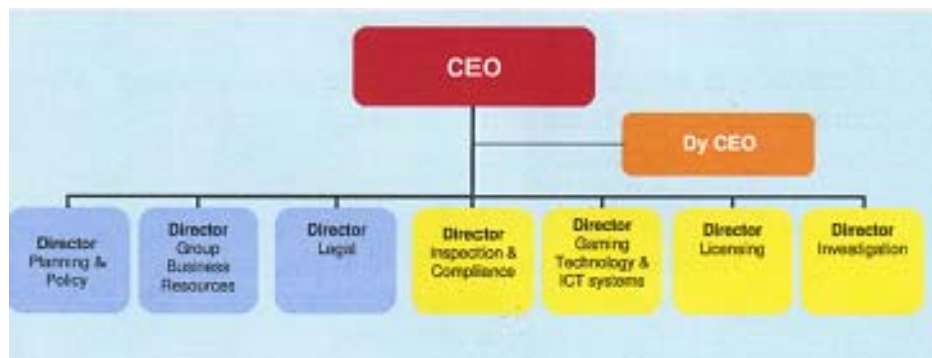 CEO
Dy CEO
Director
Planning &
Policy
Director
Group
Business
Resources
Director
Legal
Director
Inspection &
Compliance
Director
Gaming
Technology &
ICT systems
Director
Licensing
Director
Investigation